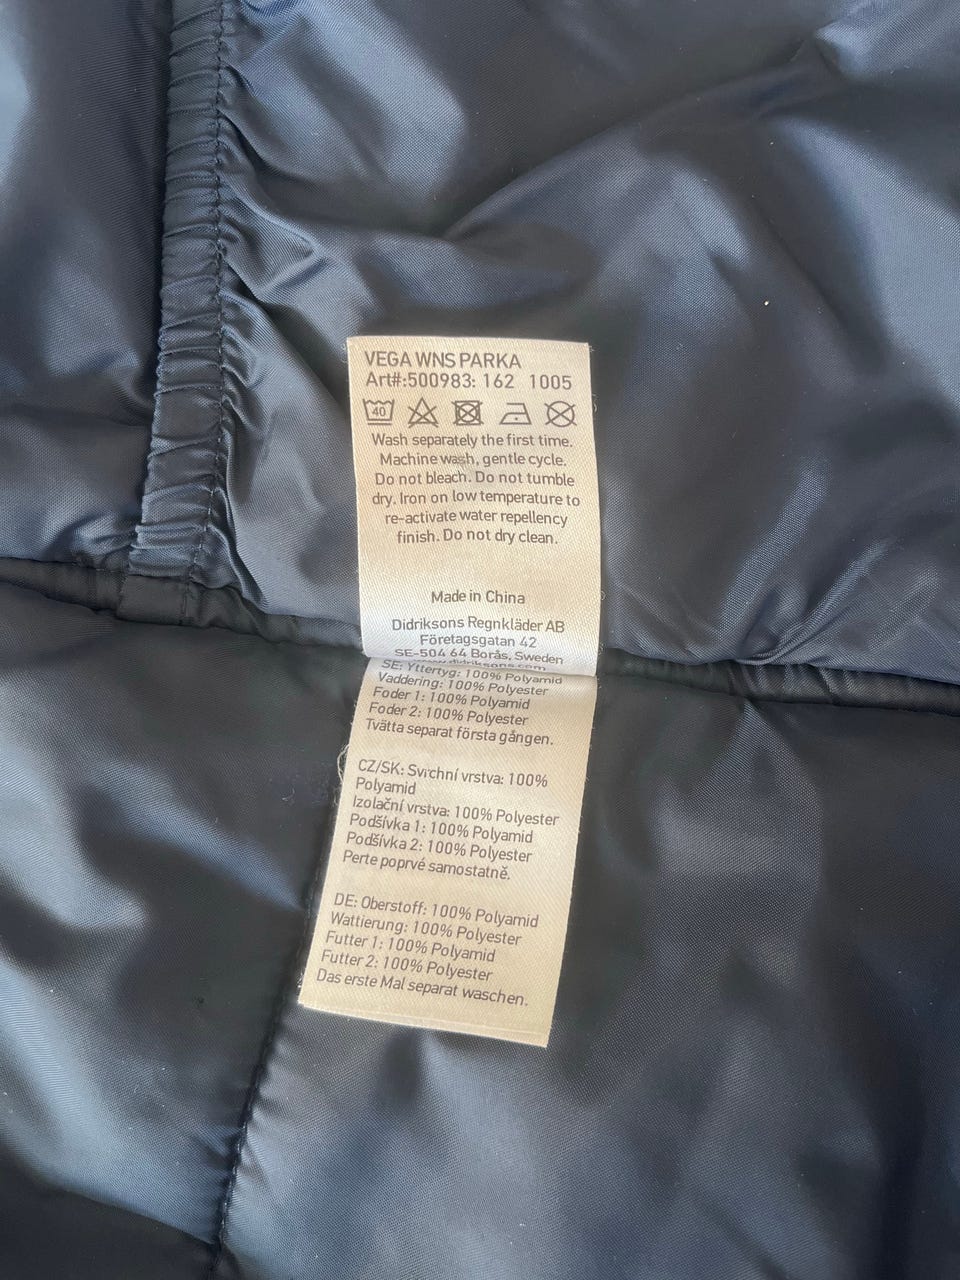 VEGA WNS PARKA
Art#:500983: 162 1005
40
Wash separately the first time.
Machine wash, gentle cycle.
Do not bleach. Do not tumble
dry. Iron on low temperature to
re-activate water repellency
finish. Do not dry clean.
Made in China
Didriksons Regnkläder AB
Företagsgatan 42
SE-504 64 Borås, Sweden
www.didriksons.com
SE: Yttertyg: 100% Polyamid
Vaddering: 100% Polyester
Foder 1: 100% Polyamid
Foder 2: 100% Polyester
Tvätta separat första gången.
CZ/SK: Svrchní vrstva: 100%
Polyamid
Izolační vrstva: 100% Polyester
Podšívka 1: 100% Polyamid
Podšívka 2: 100% Polyester
Perte poprvé samostatně.
DE: Oberstoff: 100% Polyamid
Wattierung: 100% Polyester
Futter 1: 100% Polyamid
Futter 2: 100% Polyester
Das erste Mal separat waschen.